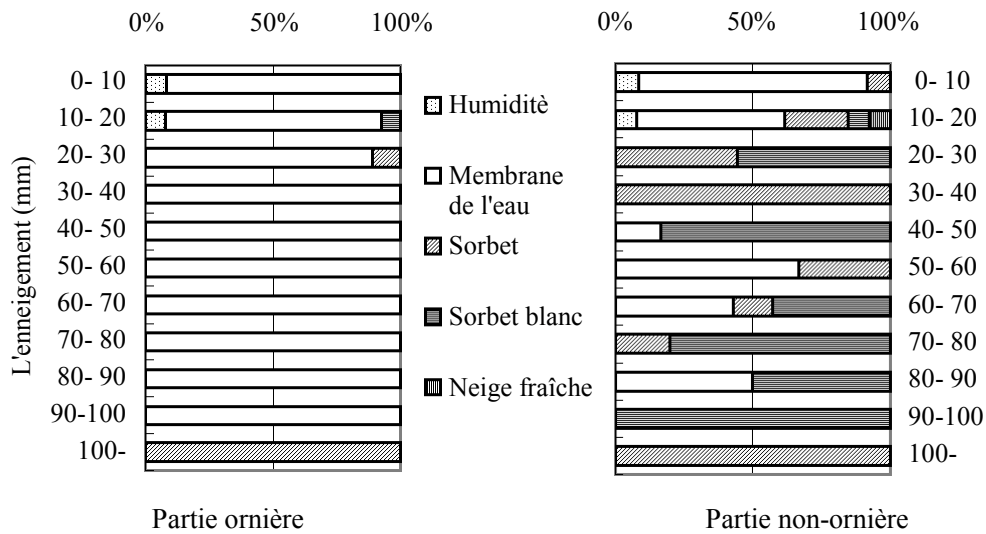 0% 50% 100%
0% 50% 100%
L'enneigement (mm)
0- 10
10- 20
20- 30
30- 40
40- 50
50- 60
60- 70
70- 80
80- 90
90-100
100-
Humiditè
Membrane
de l'eau
Sorbet
Sorbet blanc
Neige fraîche
0- 10
10- 20
20- 30
30- 40
40- 50
50- 60
60- 70
70- 80
80- 90
90-100
100-
Partie ornière
Partie non-ornière